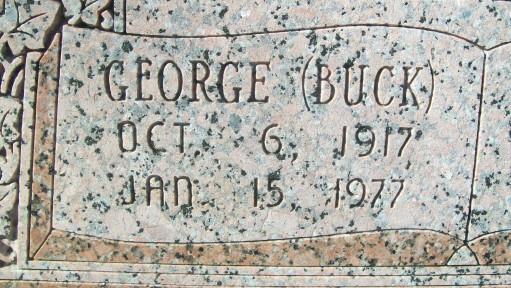 GEORGE (BUCK)
OCT. 6, 1917
JAN 15, 1977